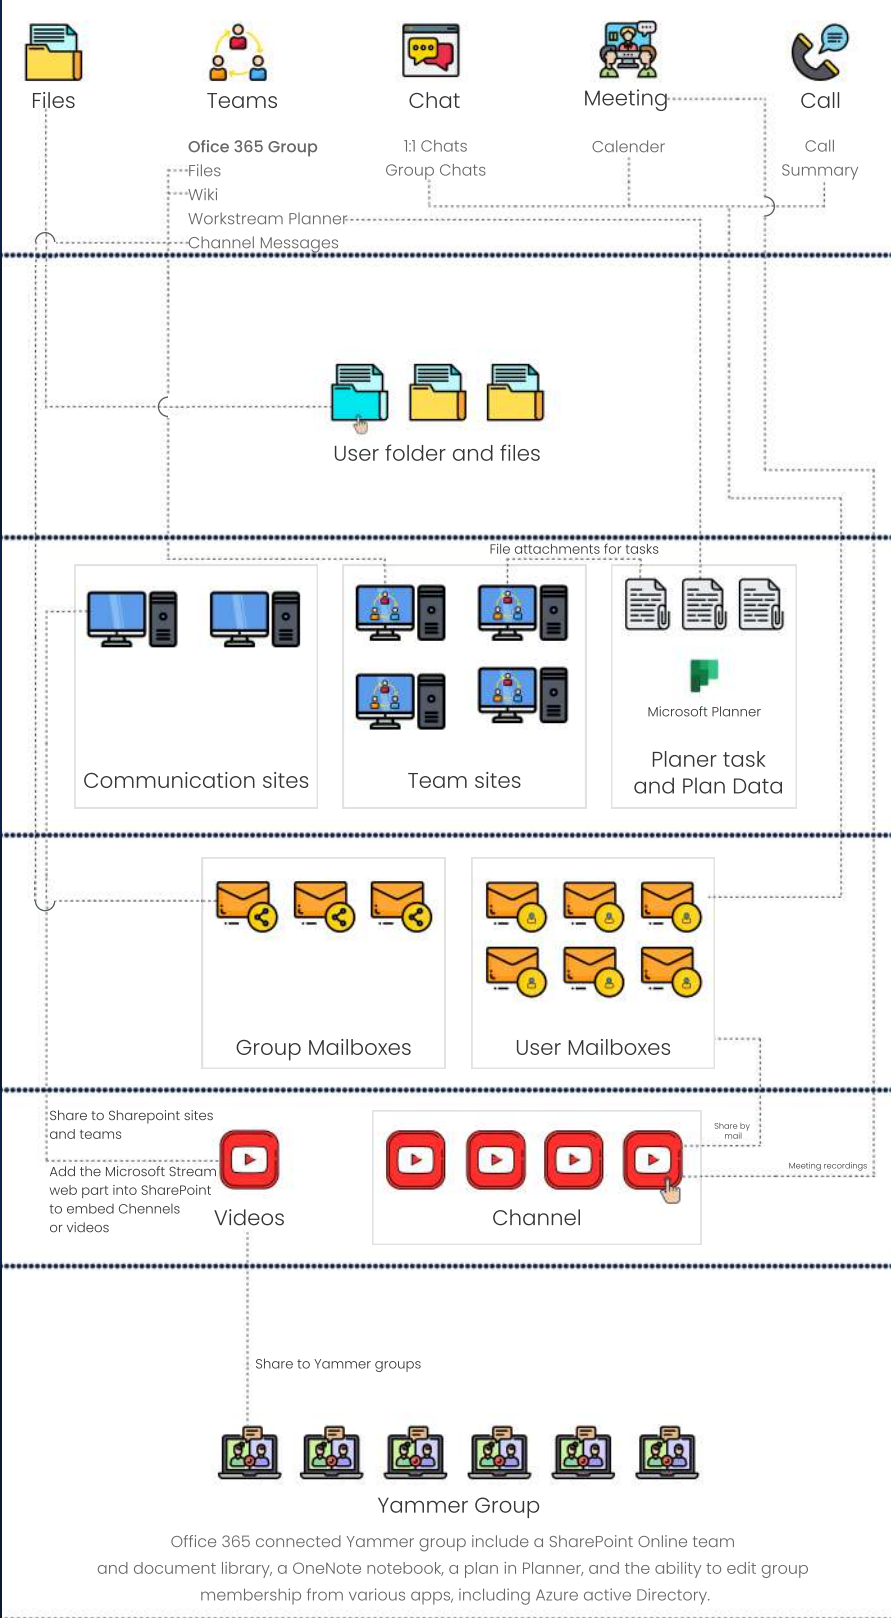 Files
Teams
Chat
Meeting
Call
Ofice 365 Group
Files
Wiki
Workstream Planner
Channel Messages
1:1 Chats
Group Chats
Calender
Call
Summary
User folder and files
File attachments for tasks
Communication sites
Team sites
Microsoft Planner
Planer task
and Plan Data
Group Mailboxes
User Mailboxes
Share to Sharepoint sites
and teams
Add the Microsoft Stream
web part into SharePoint
to embed Chennels
or videos
Videos
Channel
Share by
mail
Meeting recordings
Share to Yammer groups
Yammer Group
Office 365 connected Yammer group include a SharePoint Online team
and document library, a OneNote notebook, a plan in Planner, and the ability to edit group
membership from various apps, including Azure active Directory.